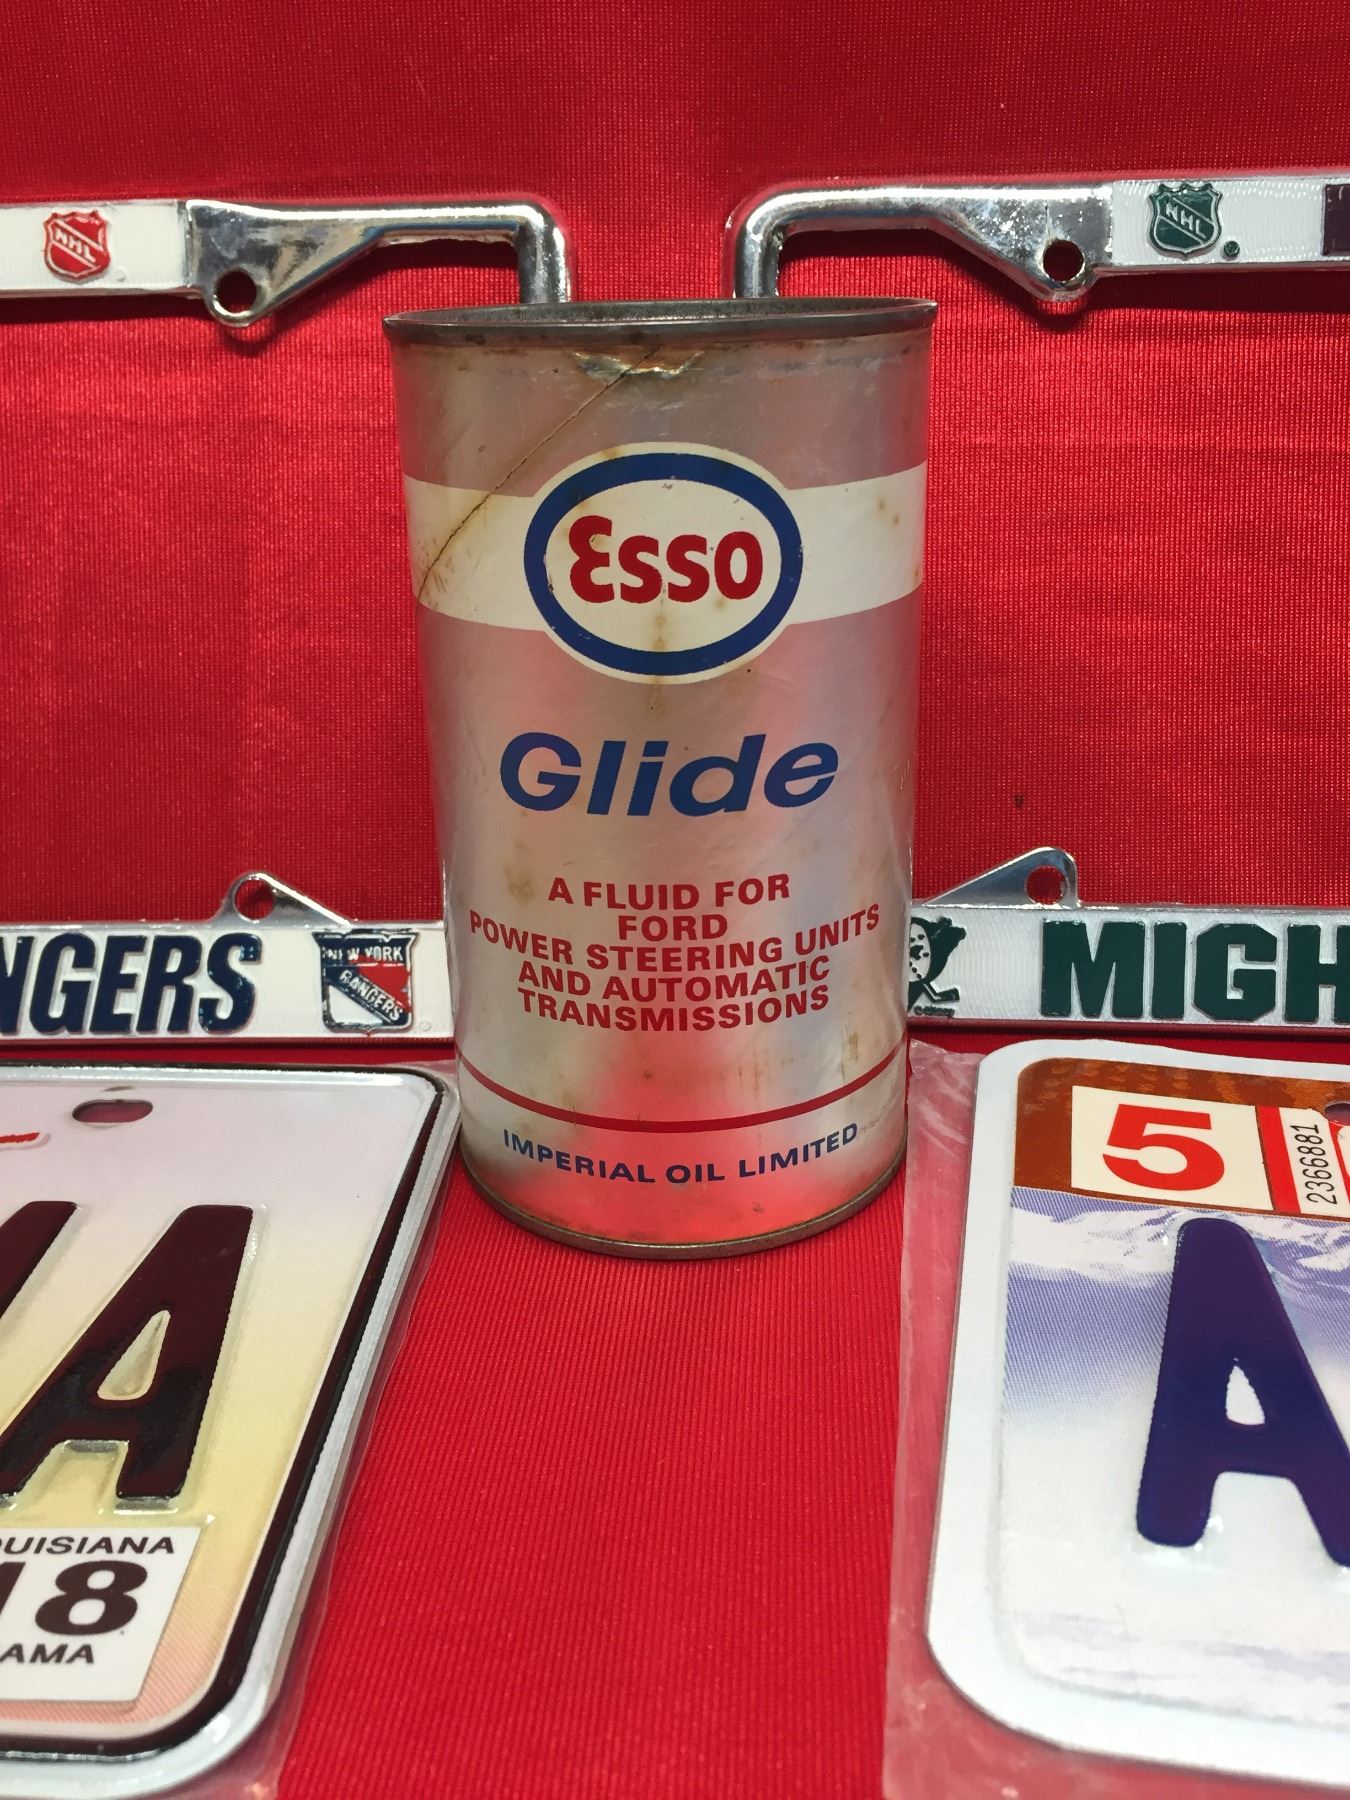 NHL
NHL
Esso
Glide
A FLUID FOR
FORD
POWER STEERING UNITS
AND AUTOMATIC
TRANSMISSIONS
IMPERIAL OIL LIMITED
NGERS
NEW YORK
RANGERS
MIGH
5
2366881
A
A
OUISIANA
18
AMA